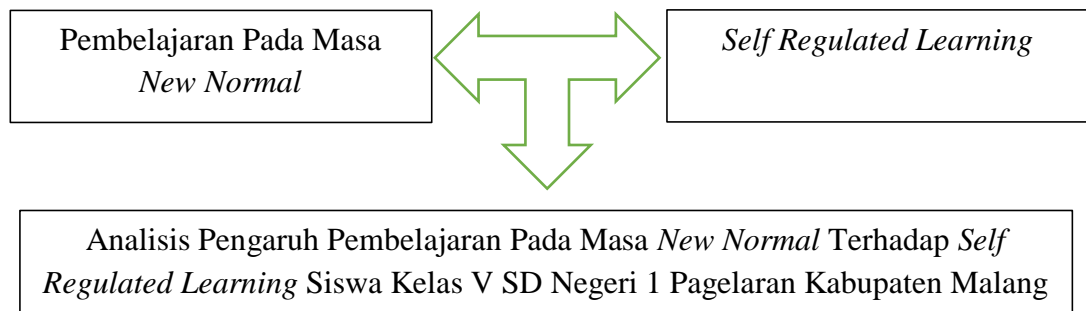 Pembelajaran Pada Masa
New Normal
Self Regulated Learning
Analisis Pengaruh Pembelajaran Pada Masa New Normal Terhadap Self
Regulated Learning Siswa Kelas V SD Negeri 1 Pagelaran Kabupaten Malang